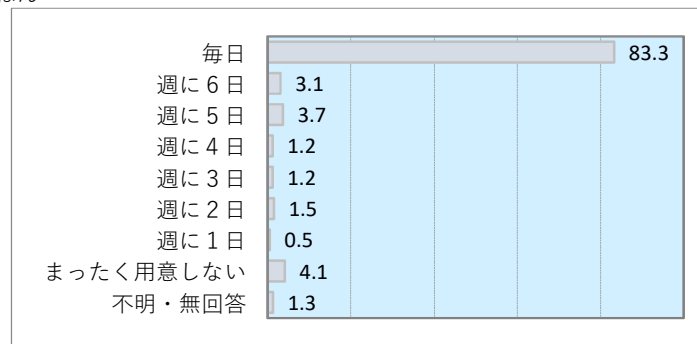 毎日 83.3
週に６日 3.1
週に５日 3.7
週に４日 1.2
週に３日 1.2
週に２日 1.5
週に１日 0.5
まったく用意しない 4.1
不明・無回答 1.3